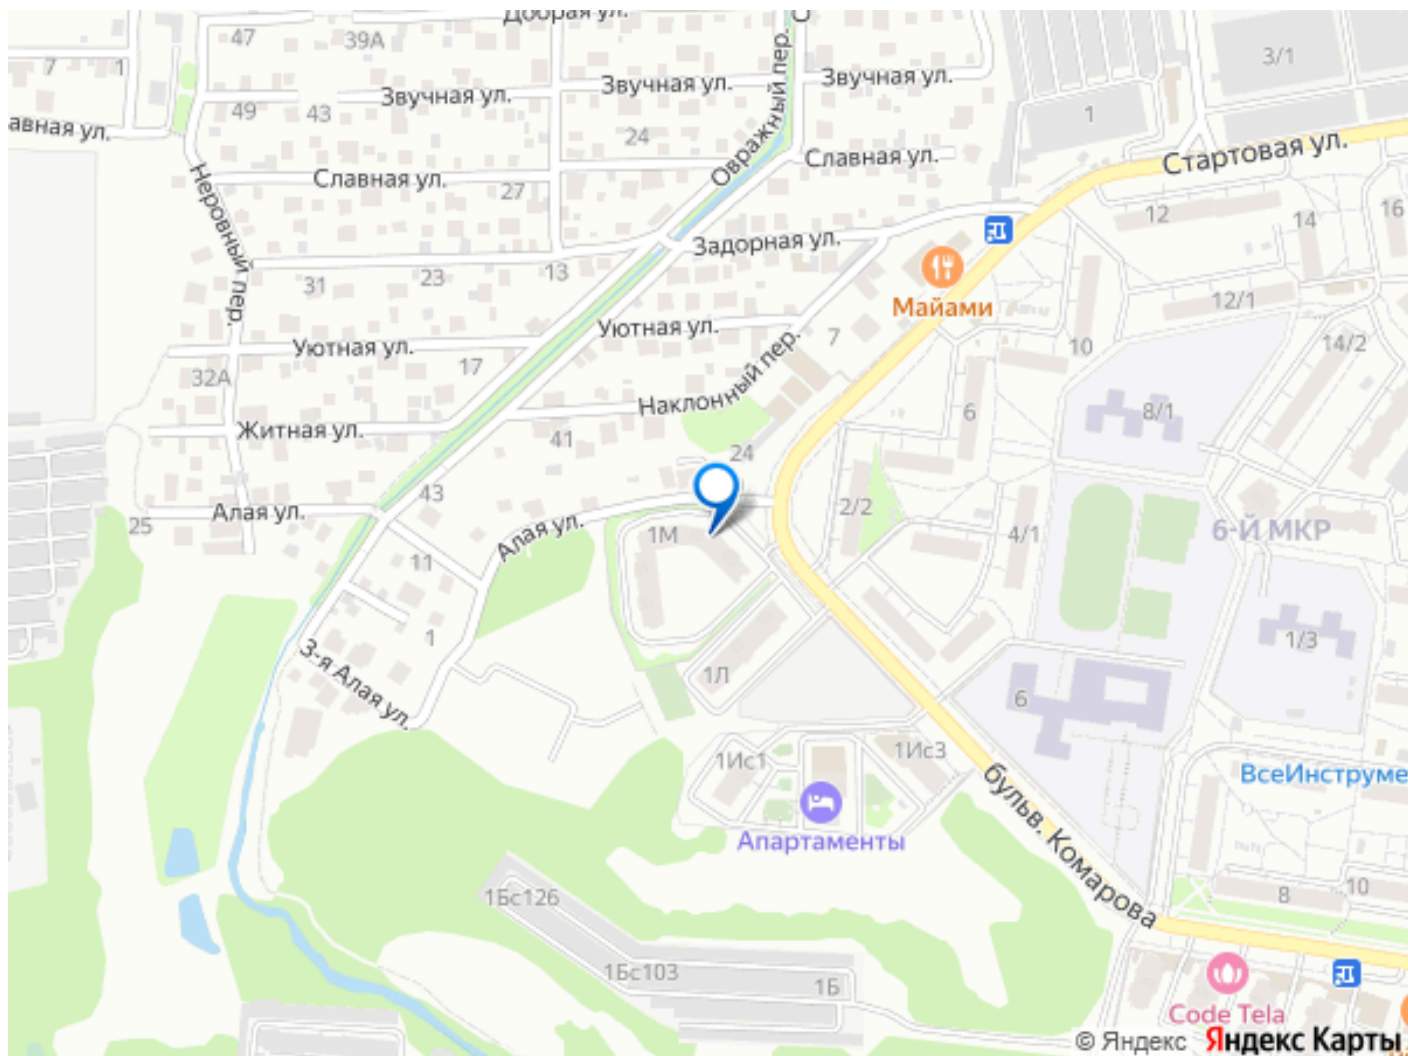 Добрая ул.
47
39А
7
1
Звучная ул.
Звучная ул.
Звучная ул.
3/1
49
43
24
1
авная ул.
Овражный пер.
Славная ул.
Стартовая ул.
Славная ул.
27
Неровный пер.
12
14
16
Задорная ул.
31
23
13
Майами
12/1
Уютная ул.
7
Уютная ул.
17
10
14/2
32А
Наклонный пер.
6
8/1
Житная ул.
41
24
43
2/2
25
Алая ул.
Алая ул.
1М
4/1
6-Й МКР
11
1
1/3
3-я Алая ул.
1Л
6
1Ис1
1Ис3
бульв. Комарова
ВсеИнструме
Апартаменты
1Бс126
8
10
1Бс103
1Б
Code Tela
© Яндекс Яндекс Карты